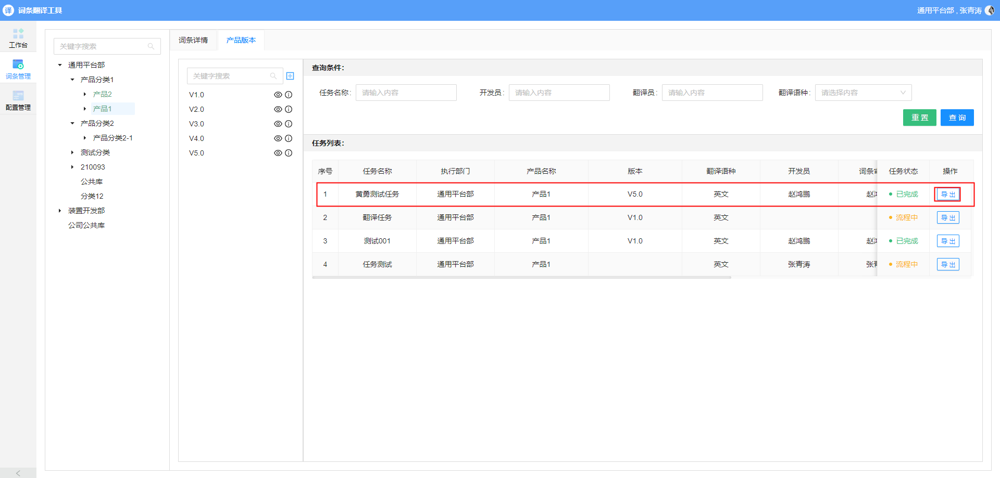 译 词条翻译工具
通用平台部 , 张青涛
工作台
词条管理
配置管理
关键字搜索
通用平台部
产品分类1
产品2
产品1
产品分类2
产品分类2-1
测试分类
210093
公共库
分类12
装置开发部
公司公共库
词条详情 产品版本
关键字搜索
V1.0
V2.0
V3.0
V4.0
V5.0
查询条件:
任务名称: 请输入内容 开发员: 请输入内容 翻译员: 请输入内容 翻译语种: 请选择内容
重 置 查 询
任务列表:
序号 任务名称 执行部门 产品名称 版本 翻译语种 开发员 词条 任务状态 操作
1 黄勇测试任务 通用平台部 产品1 V5.0 英文 赵鸿鹏 赵 已完成 导 出
2 翻译任务 通用平台部 产品1 V1.0 英文 流程中 导 出
3 测试001 通用平台部 产品1 V1.0 英文 赵鸿鹏 赵 已完成 导 出
4 任务测试 通用平台部 产品1 英文 张青涛 张 流程中 导 出